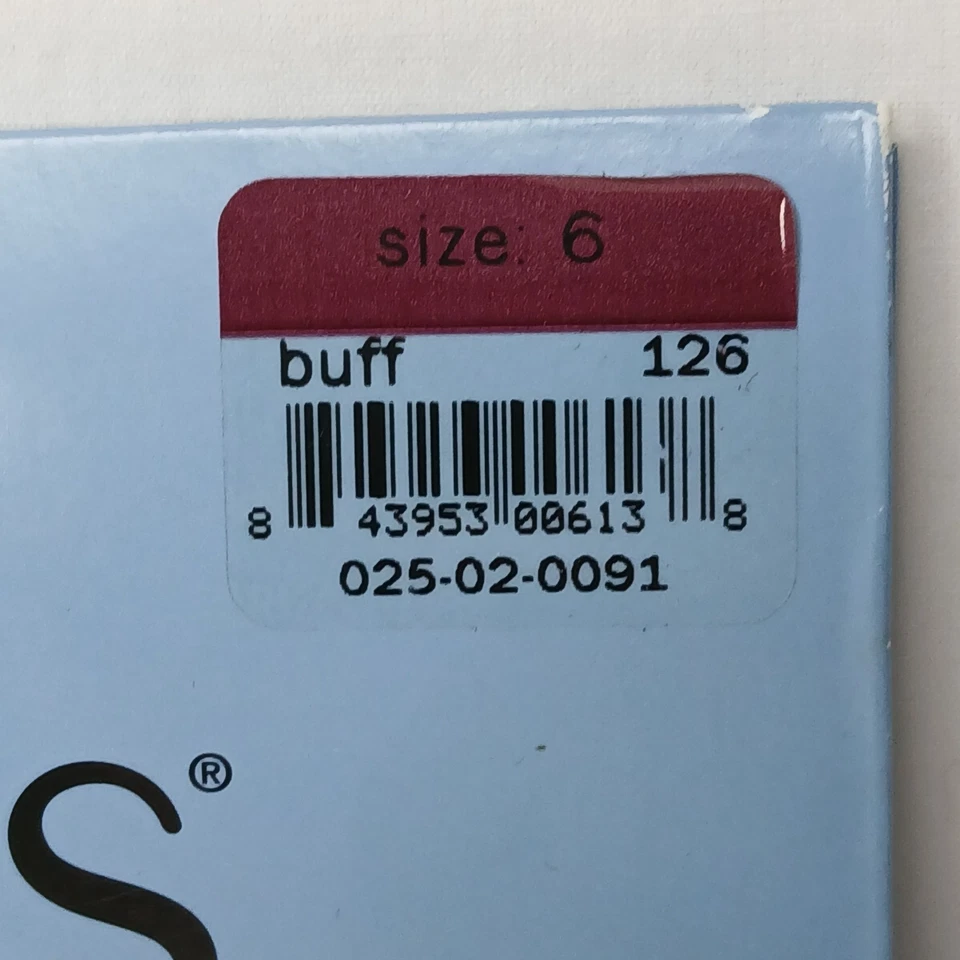 size: 6
buff 126
8 43953 00613 8
025-02-0091
S®